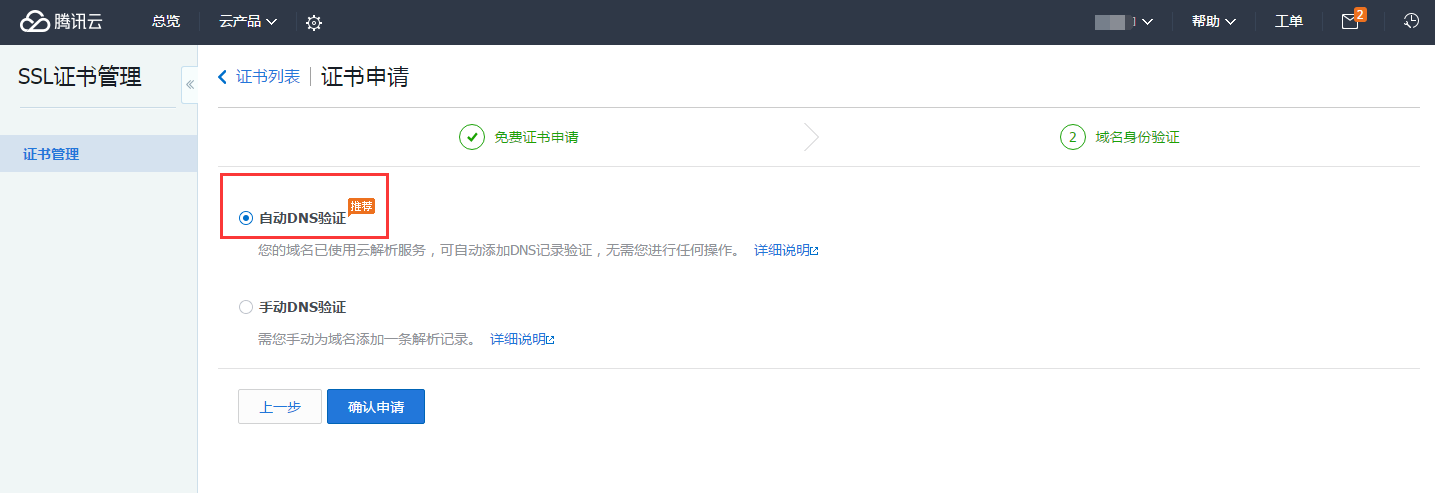 腾讯云 总览 云产品 帮助 工单 2
SSL证书管理
«
证书管理
证书列表 | 证书申请
免费证书申请 2 域名身份验证
自动DNS验证 推荐
您的域名已使用云解析服务，可自动添加DNS记录验证，无需您进行任何操作。 详细说明
手动DNS验证
需您手动为域名添加一条解析记录。 详细说明
上一步 确认申请